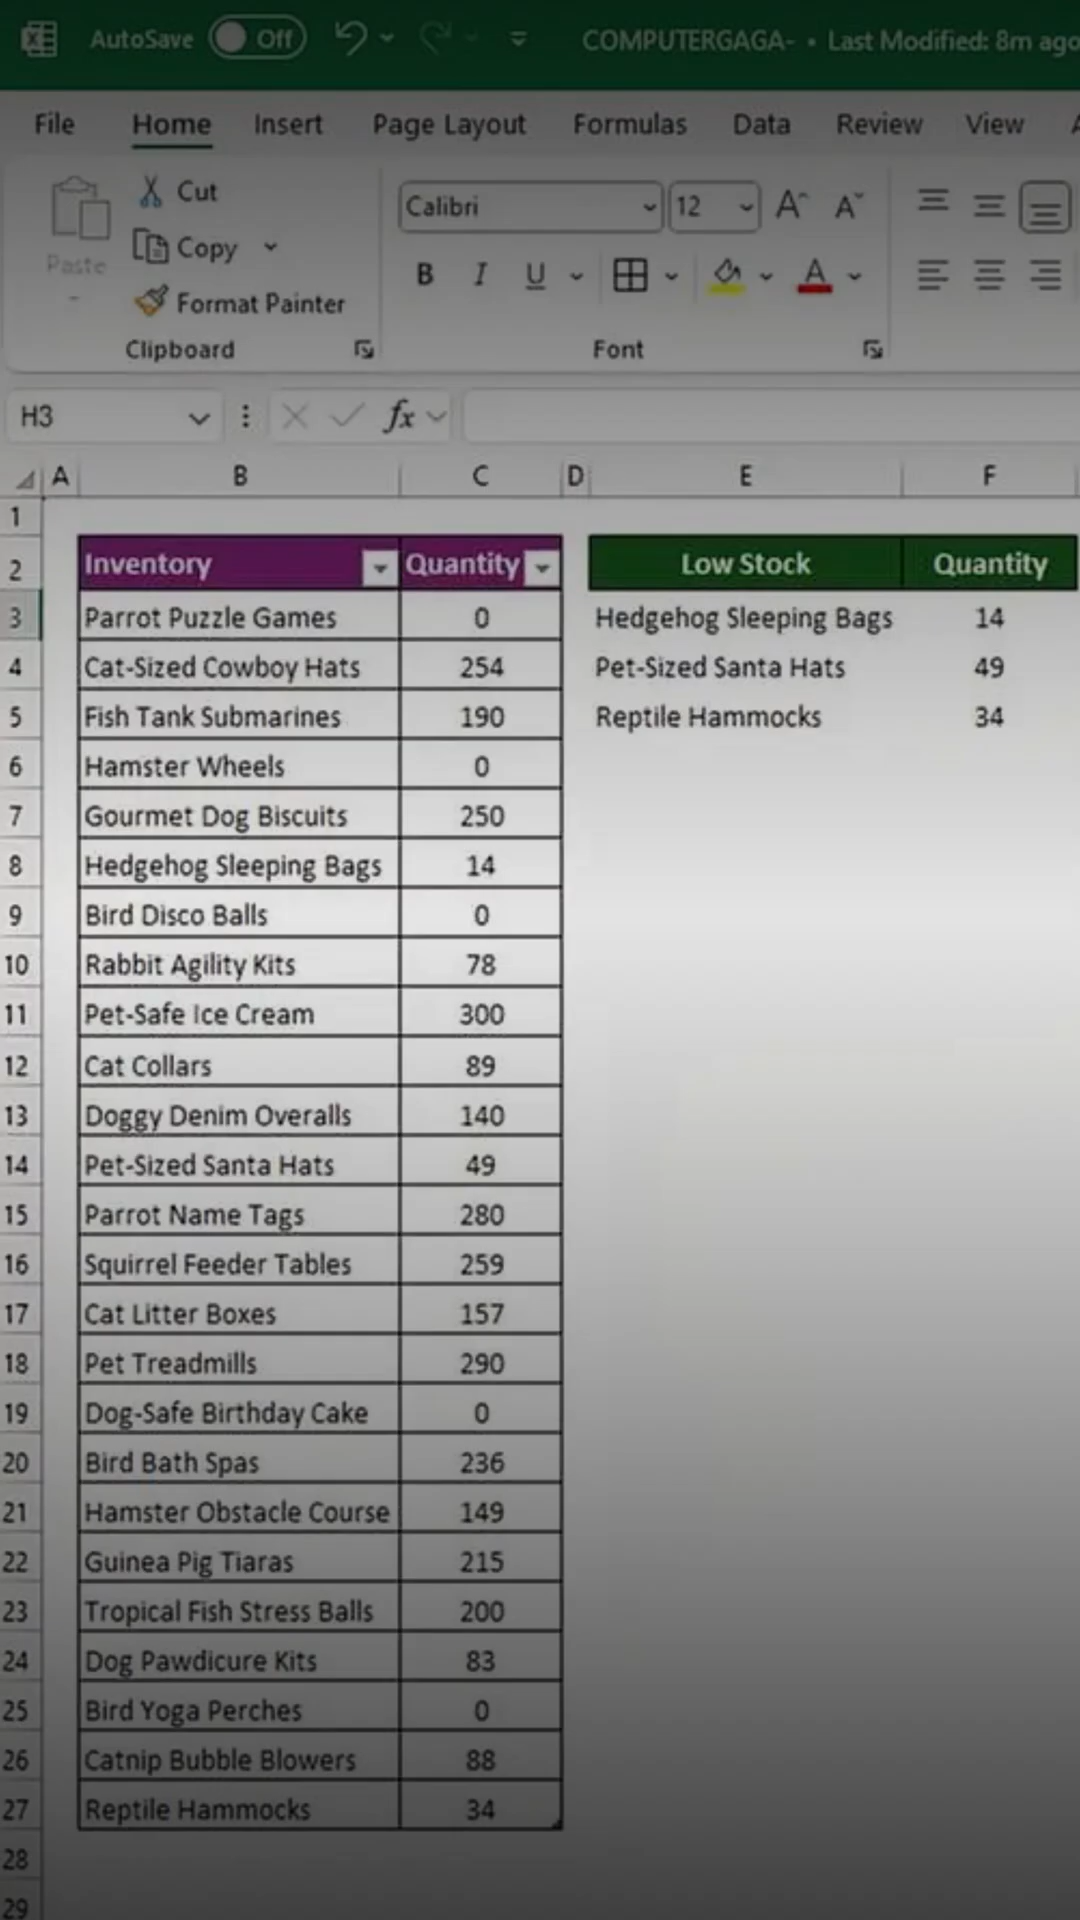 AutoSave Off COMPUTERGAGA- • Last Modified: 8m ago
File Home Insert Page Layout Formulas Data Review View
Cut
Paste
Copy
Format Painter
Clipboard
Calibri 12
B I U
Font
H3 fx
A B C D E F
1
2 Inventory Quantity Low Stock Quantity
3 Parrot Puzzle Games 0 Hedgehog Sleeping Bags 14
4 Cat-Sized Cowboy Hats 254 Pet-Sized Santa Hats 49
5 Fish Tank Submarines 190 Reptile Hammocks 34
6 Hamster Wheels 0
7 Gourmet Dog Biscuits 250
8 Hedgehog Sleeping Bags 14
9 Bird Disco Balls 0
10 Rabbit Agility Kits 78
11 Pet-Safe Ice Cream 300
12 Cat Collars 89
13 Doggy Denim Overalls 140
14 Pet-Sized Santa Hats 49
15 Parrot Name Tags 280
16 Squirrel Feeder Tables 259
17 Cat Litter Boxes 157
18 Pet Treadmills 290
19 Dog-Safe Birthday Cake 0
20 Bird Bath Spas 236
21 Hamster Obstacle Course 149
22 Guinea Pig Tiaras 215
23 Tropical Fish Stress Balls 200
24 Dog Pawdicure Kits 83
25 Bird Yoga Perches 0
26 Catnip Bubble Blowers 88
27 Reptile Hammocks 34
28
29